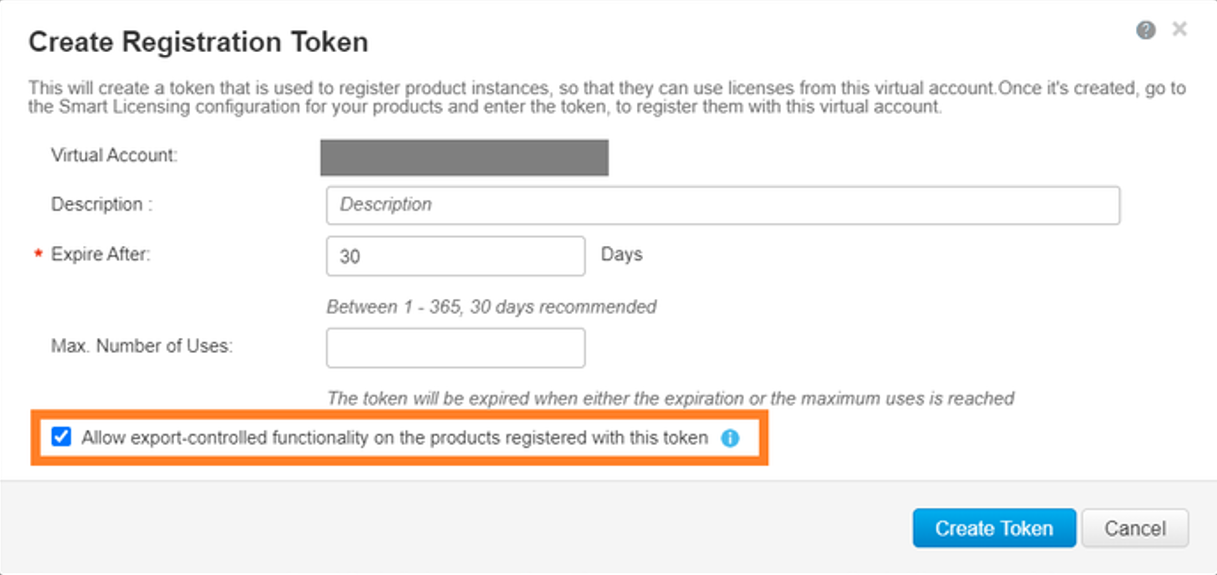 Create Registration Token
This will create a token that is used to register product instances, so that they can use licenses from this virtual account.Once it's created, go to
the Smart Licensing configuration for your products and enter the token, to register them with this virtual account.
Virtual Account:
Description :
Description
* Expire After:
30
Days
Between 1 - 365, 30 days recommended
Max. Number of Uses:
The token will be expired when either the expiration or the maximum uses is reached
Allow export-controlled functionality on the products registered with this token
Create Token
Cancel